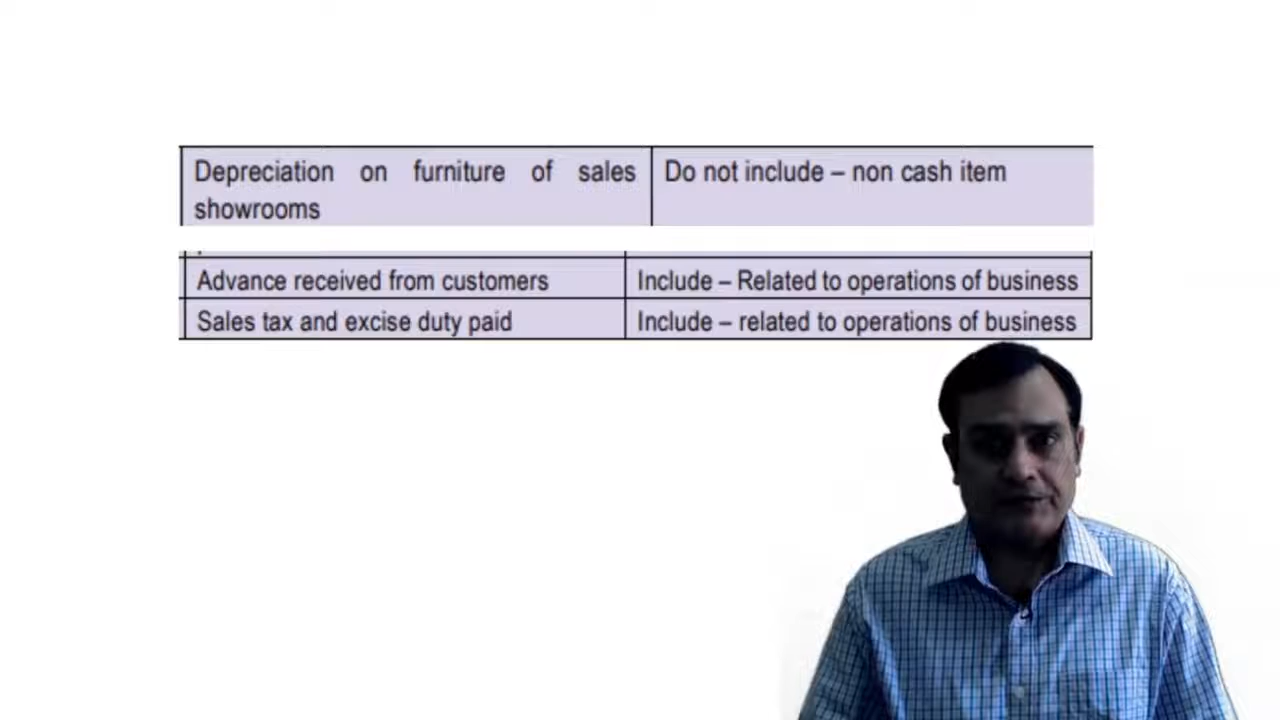 Depreciation on furniture of sales
showrooms
Do not include – non cash item
Advance received from customers
Include – Related to operations of business
Sales tax and excise duty paid
Include – related to operations of business